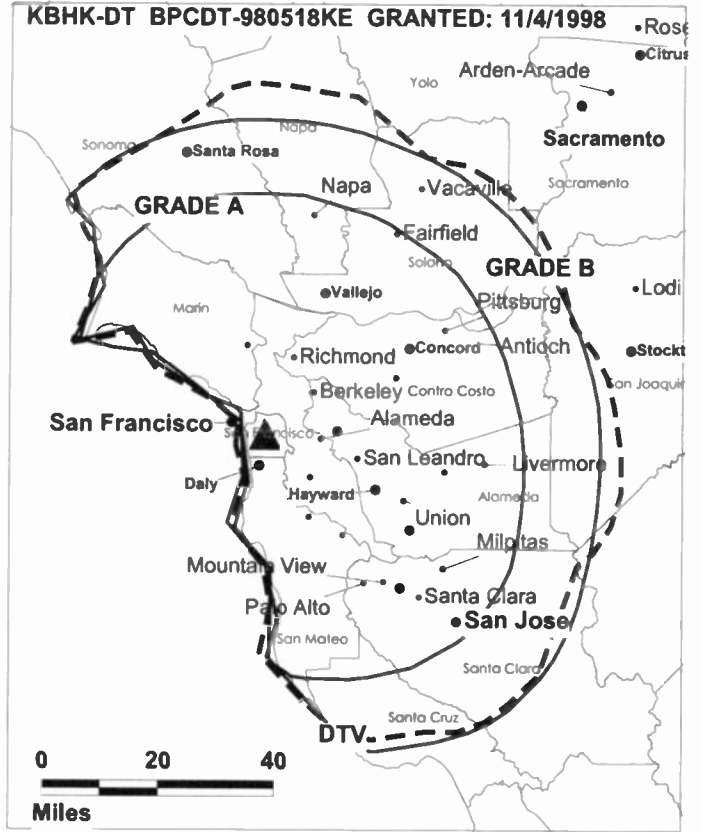 KBHK-DT BPCDT-980518KE GRANTED: 11/4/1998
Rose
Citrus
Arden-Arcade
Yolo
Sacramento
Napa
Sonoma
Santa Rosa
Sacramento
Napa
Vacaville
GRADE A
Fairfield
Solano
GRADE B
Lodi
Vallejo
Pittsburg
Marin
Richmond
Concord
Antioch
Stockt
San Joaquin
Berkeley
Contro Costo
San Francisco
Alameda
San Francisco
San Leandro
Livermore
Daly
Hayward
Alameda
Union
Milpitas
Mountain View
Palo Alto
Santa Clara
San Jose
San Mateo
Santa Clara
Santa Cruz
DTV
0 20 40
Miles